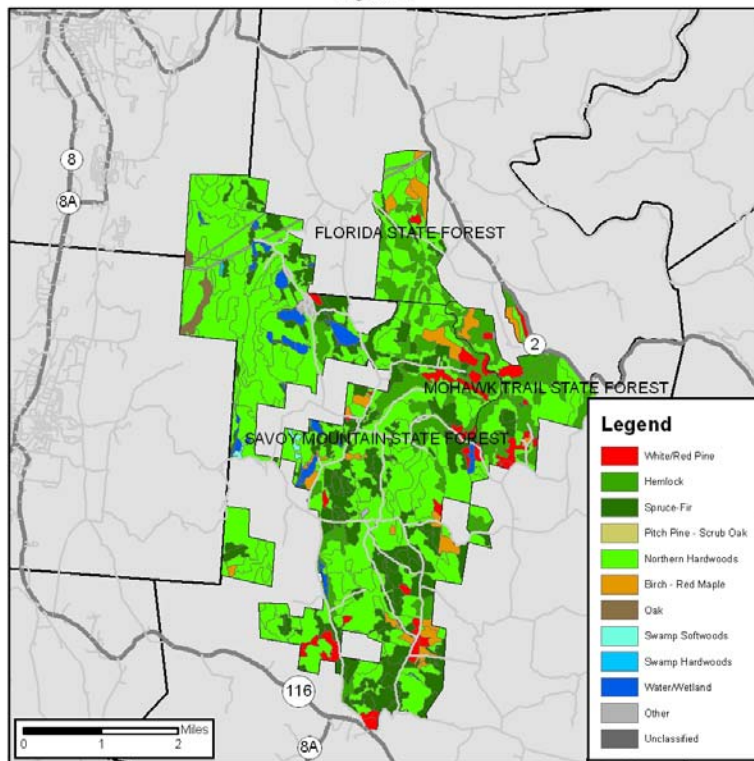 8
8A
FLORIDA STATE FOREST
2
MOHAWK TRAIL STATE FOREST
SAVOY MOUNTAIN STATE FOREST
116
8A
Miles
0 1 2
Legend
White/Red Pine
Hemlock
Spruce-Fir
Pitch Pine - Scrub Oak
Northern Hardwoods
Birch - Red Maple
Oak
Swamp Softwoods
Swamp Hardwoods
Water/Wetland
Other
Unclassified